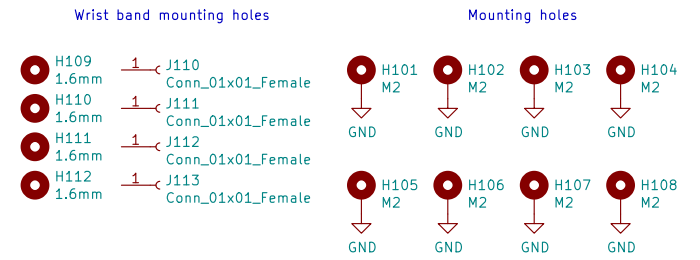 Wrist band mounting holes
H109
1.6mm
1
J110
Conn_01x01_Female
H110
1.6mm
1
J111
Conn_01x01_Female
H111
1.6mm
1
J112
Conn_01x01_Female
H112
1.6mm
1
J113
Conn_01x01_Female
Mounting holes
H101
M2
GND
H102
M2
GND
H103
M2
GND
H104
M2
GND
H105
M2
GND
H106
M2
GND
H107
M2
GND
H108
M2
GND